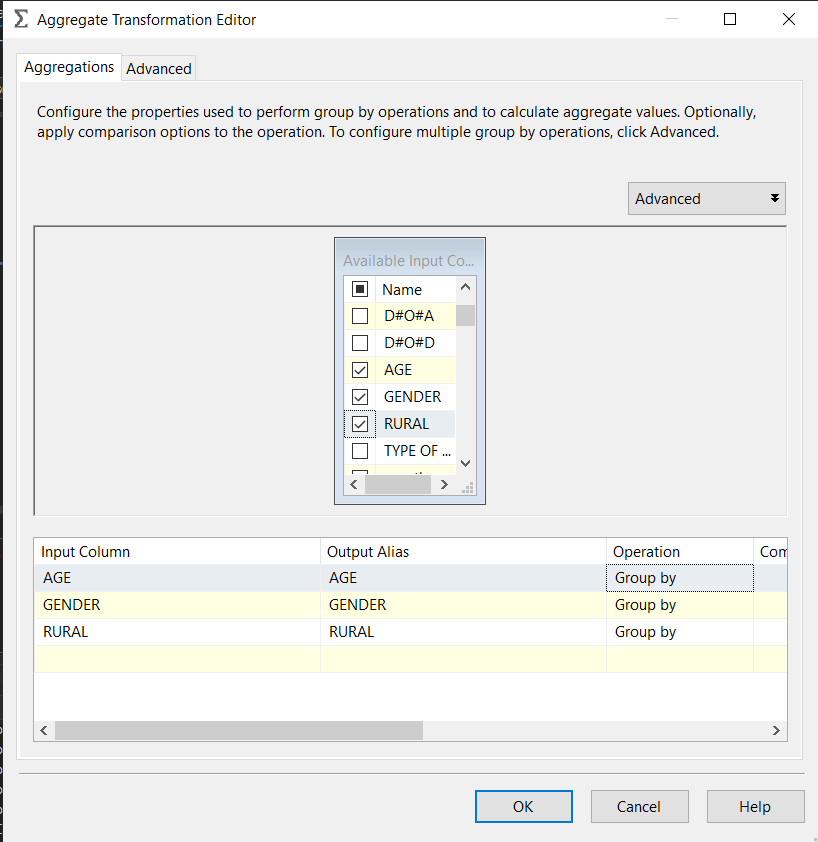 Aggregate Transformation Editor
Aggregations
Advanced
Configure the properties used to perform group by operations and to calculate aggregate values. Optionally,
apply comparison options to the operation. To configure multiple group by operations, click Advanced.
Advanced
Available Input Co...
Name
D#O#A
D#O#D
AGE
GENDER
RURAL
TYPE OF ...
Input Column Output Alias Operation Com
AGE AGE Group by
GENDER GENDER Group by
RURAL RURAL Group by
OK Cancel Help